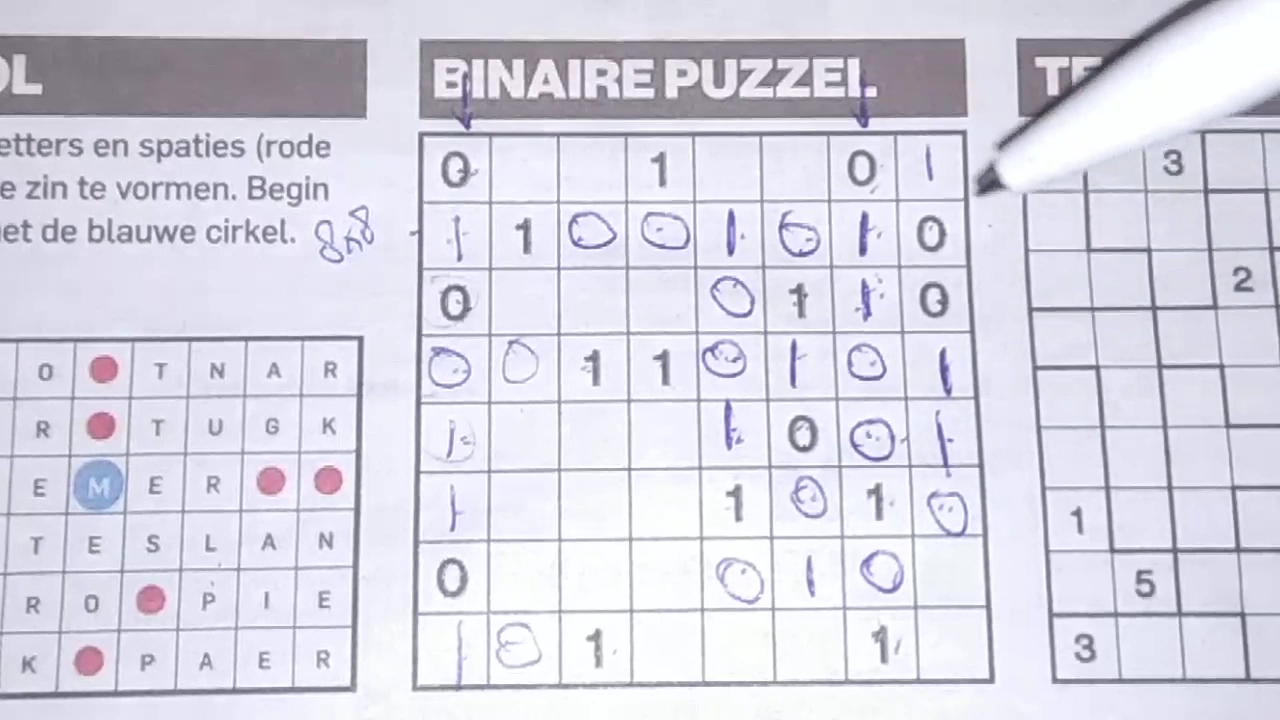 OL
BINAIRE PUZZEL
TE
etters en spaties (rode
e zin te vormen. Begin
et de blauwe cirkel. 8x8
O T N A R
R T U G K
E M E R
T E S L A N
R O P I E
K P A E R
0 1 0 1
1 1 0 0 1 0 1 0
0 0 1 1 0
0 0 1 1 0 1 0 1
1 1 0 0 1
1 1 0 1 0
0 0 1 0
1 0 1 1
3
2
1
5
3